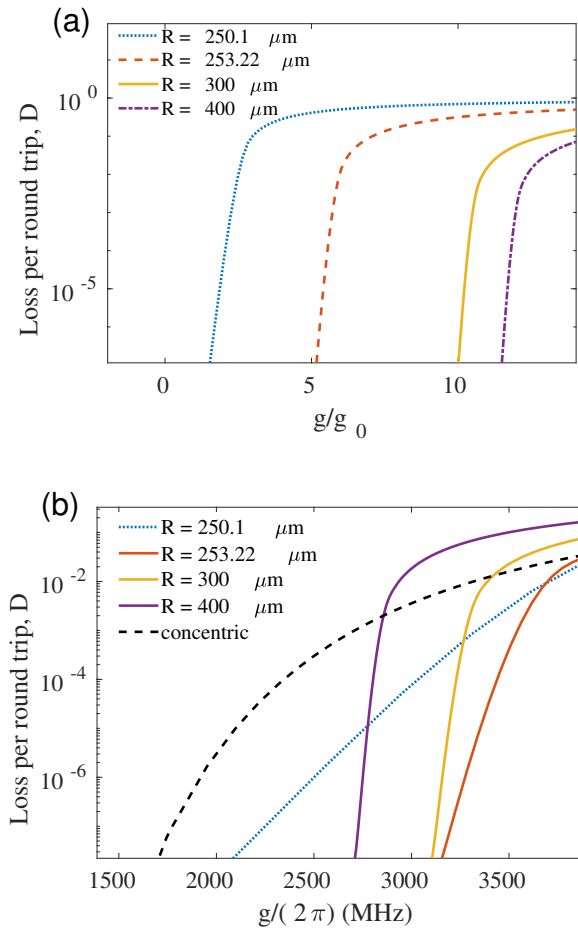 (a)
R = 250.1 μm
R = 253.22 μm
R = 300 μm
R = 400 μm
Loss per round trip, D
10^0
10^-5
0 5 10
g/g_0
(b)
R = 250.1 μm
R = 253.22 μm
R = 300 μm
R = 400 μm
concentric
Loss per round trip, D
10^-2
10^-4
10^-6
1500 2000 2500 3000 3500
g/( 2 π) (MHz)